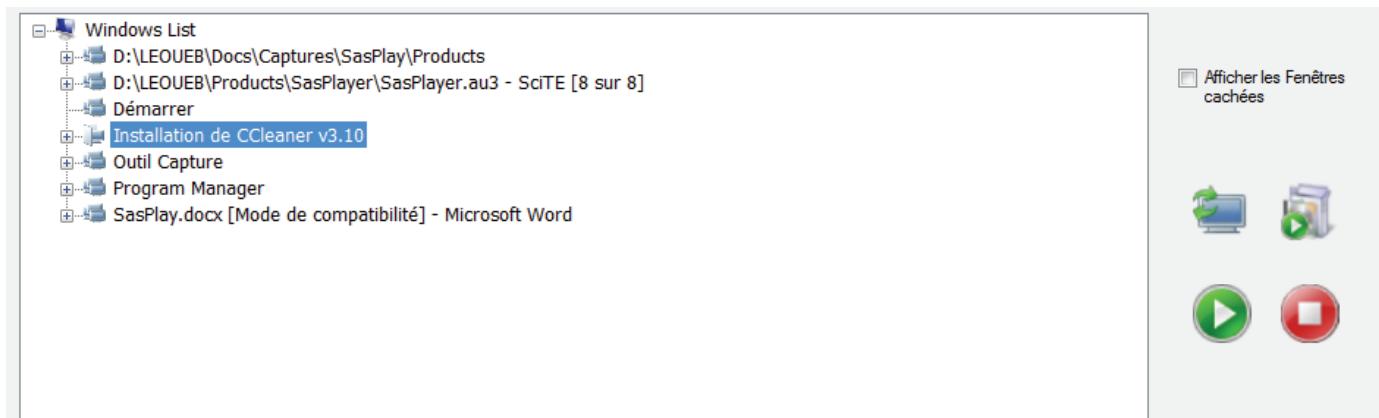 Windows List
D:\LEOUEB\Docs\Captures\SasPlay\Products
D:\LEOUEB\Products\SasPlayer\SasPlayer.au3 - SciTE [8 sur 8]
Démarrer
Installation de CCleaner v3.10
Outil Capture
Program Manager
SasPlay.docx [Mode de compatibilité] - Microsoft Word
Afficher les Fenêtres
cachées